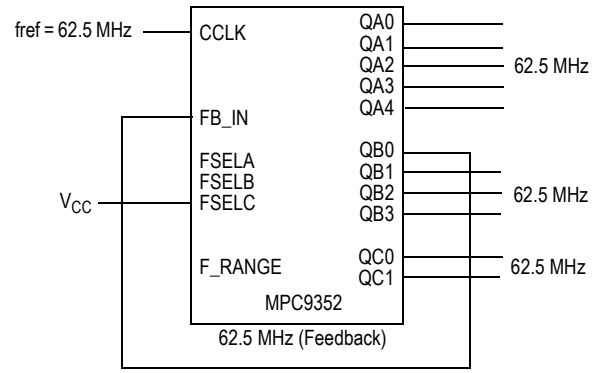 fref = 62.5 MHz
CCLK
QA0
QA1
QA2
QA3
QA4
62.5 MHz
FB_IN
QB0
QB1
QB2
QB3
62.5 MHz
FSELA
FSELB
FSELC
VCC
F_RANGE
QC0
QC1
62.5 MHz
MPC9352
62.5 MHz (Feedback)